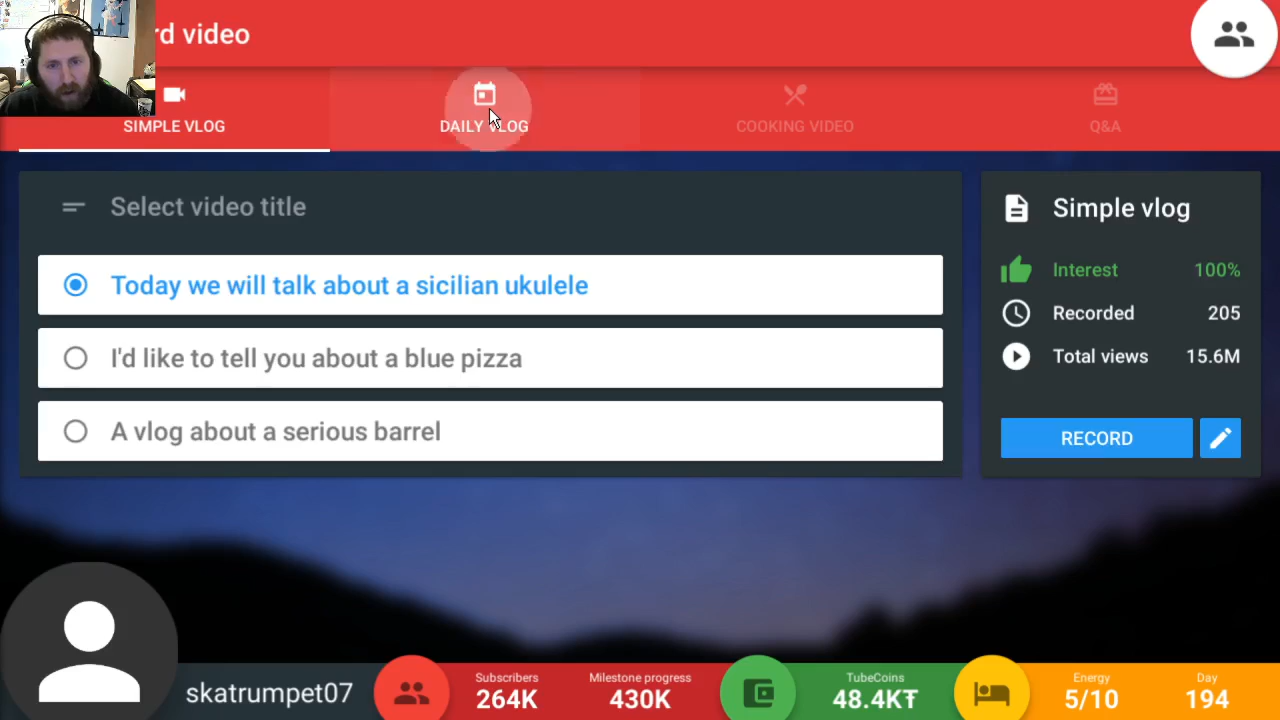 rd video
SIMPLE VLOG
DAILY VLOG
COOKING VIDEO
Q&A
Select video title
Today we will talk about a sicilian ukulele
I'd like to tell you about a blue pizza
A vlog about a serious barrel
Simple vlog
Interest 100%
Recorded 205
Total views 15.6M
RECORD
skatrumpet07
Subscribers
264K
Milestone progress
430K
TubeCoins
48.4KŦ
Energy
5/10
Day
194